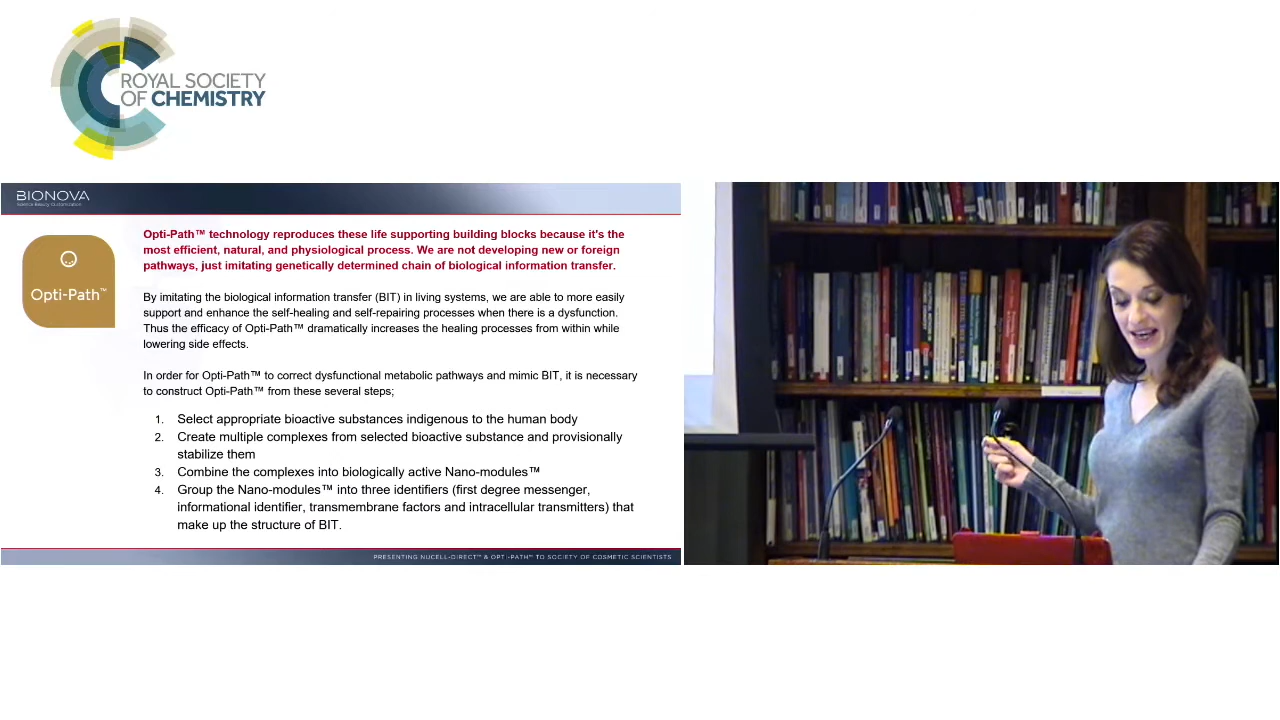 ROYAL SOCIETY
OF CHEMISTRY
BIONOVA
Opti-Path™
Opti-Path™ technology reproduces these life supporting building blocks because it's the
most efficient, natural, and physiological process. We are not developing new or foreign
pathways, just imitating genetically determined chain of biological information transfer.
By imitating the biological information transfer (BIT) in living systems, we are able to more easily
support and enhance the self-healing and self-repairing processes when there is a dysfunction.
Thus the efficacy of Opti-Path™ dramatically increases the healing processes from within while
lowering side effects.
In order for Opti-Path™ to correct dysfunctional metabolic pathways and mimic BIT, it is necessary
to construct Opti-Path™ from these several steps;
1. Select appropriate bioactive substances indigenous to the human body
2. Create multiple complexes from selected bioactive substance and provisionally
stabilize them
3. Combine the complexes into biologically active Nano-modules™
4. Group the Nano-modules™ into three identifiers (first degree messenger,
informational identifier, transmembrane factors and intracellular transmitters) that
make up the structure of BIT.
PRESENTING NUCELL-DIRECT™ & OPTI-PATH™ TO SOCIETY OF COSMETIC SCIENTISTS